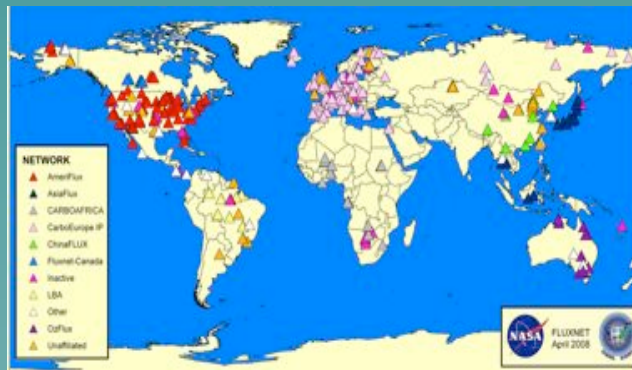 NETWORK
AmeriFlux
AsiaFlux
CARBOAFRICA
CarboEurope IP
ChinaFLUX
Fluxnet-Canada
Inactive
LBA
Other
OzFlux
Unaffiliated
NASA
FLUXNET
April 2008